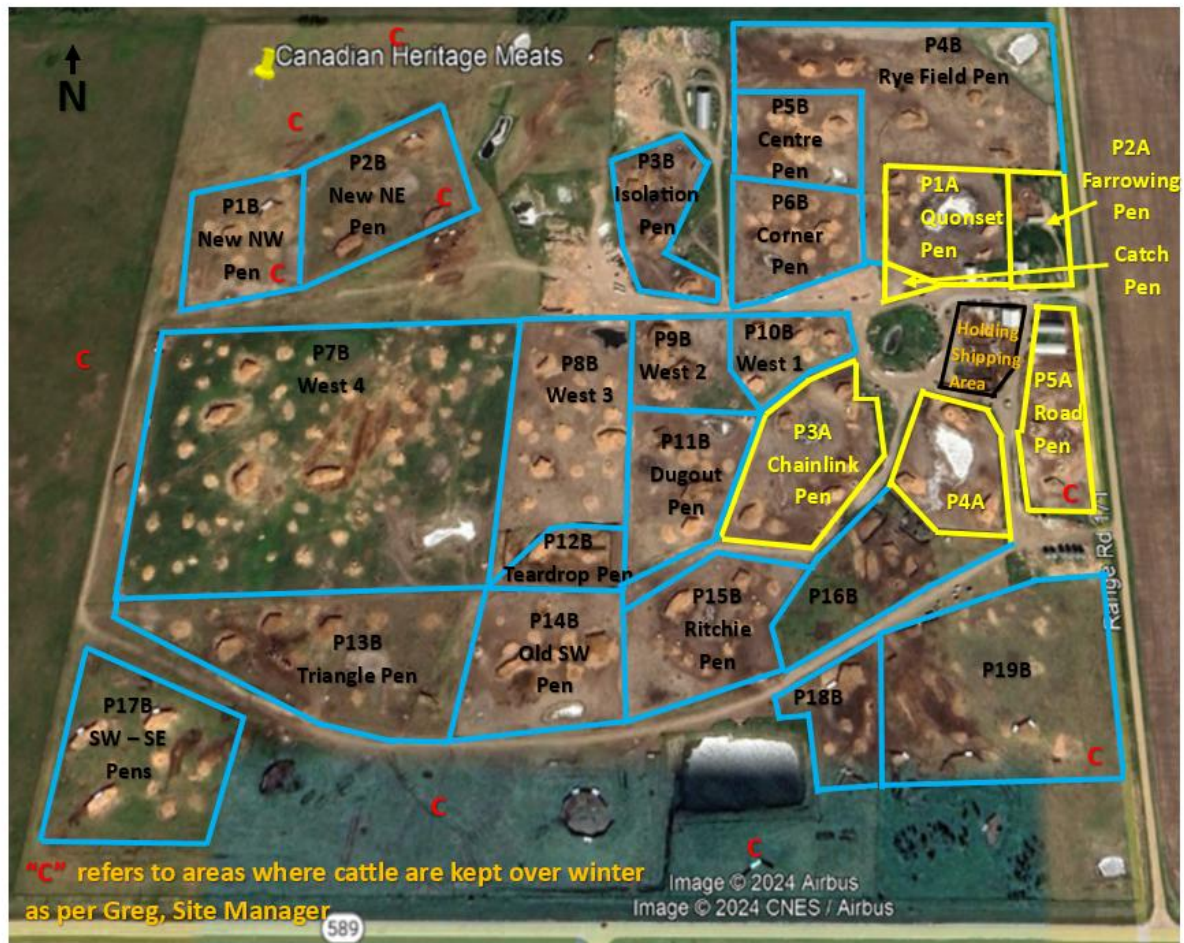 C
Canadian Heritage Meats
N
P4B
Rye Field Pen
C
P5B
Centre
Pen
P2A
Farrowing
Pen
P2B
New NE
Pen
C
P3B
Isolation
Pen
P1A
Quonset
Pen
P1B
New NW
Pen
C
P6B
Corner
Pen
Catch
Pen
C
P7B
West 4
P8B
West 3
P9B
West 2
P10B
West 1
Holding
Shipping
Area
P5A
Road
Pen
C
P11B
Dugout
Pen
P3A
Chainlink
Pen
P4A
Range Rd 171
P12B
Teardrop Pen
P13B
Triangle Pen
P14B
Old SW
Pen
P15B
Ritchie
Pen
P16B
P17B
SW – SE
Pens
P18B
P19B
C
C
C
"C" refers to areas where cattle are kept over winter
as per Greg, Site Manager
Image © 2024 Airbus
Image © 2024 CNES / Airbus
589